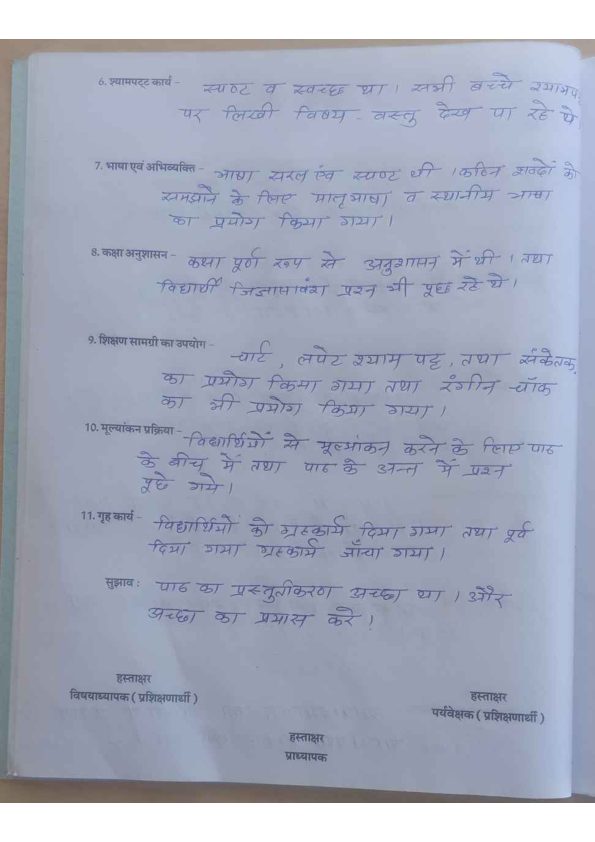 6. श्यामपट्ट कार्य - स्पष्ट व स्वच्छ था । सभी बच्चे श्यामप
पर लिखी विषय - वस्तु देख पा रहे थे
7. भाषा एवं अभिव्यक्ति - भाषा सरल एंव स्पष्ट थी । कठिन शब्दों को
समझाने के लिए मातृभाषा व स्थानीय भाषा
का प्रयोग किया गया ।
8. कक्षा अनुशासन - कक्षा पूर्ण रूप से अनुशासन में थी । तथा
विद्यार्थी जिज्ञासावंश प्रश्न भी पूछ रहे थे ।
9. शिक्षण सामग्री का उपयोग -
चार्ट , लपेट श्याम पट्ट , तथा संकेतक
का प्रयोग किया गया तथा रंगीन चॉक
का भी प्रयोग किया गया ।
10. मूल्यांकन प्रक्रिया - विद्यार्थियों से मूल्यांकन करने के लिए पाठ
के बीच में तथा पाठ के अन्त में प्रश्न
पूछे गये ।
11. गृह कार्य - विद्यार्थियों को ग्रहकार्य दिया गया तथा पूर्व
दिया गया ग्रहकार्य जाँचा गया ।
सुझाव : पाठ का प्रस्तुतीकरण अच्छा था । और
अच्छा का प्रयास करे !
हस्ताक्षर
विषयाध्यापक ( प्रशिक्षणार्थी )
हस्ताक्षर
पर्यवेक्षक ( प्रशिक्षणार्थी )
हस्ताक्षर
प्राध्यापक